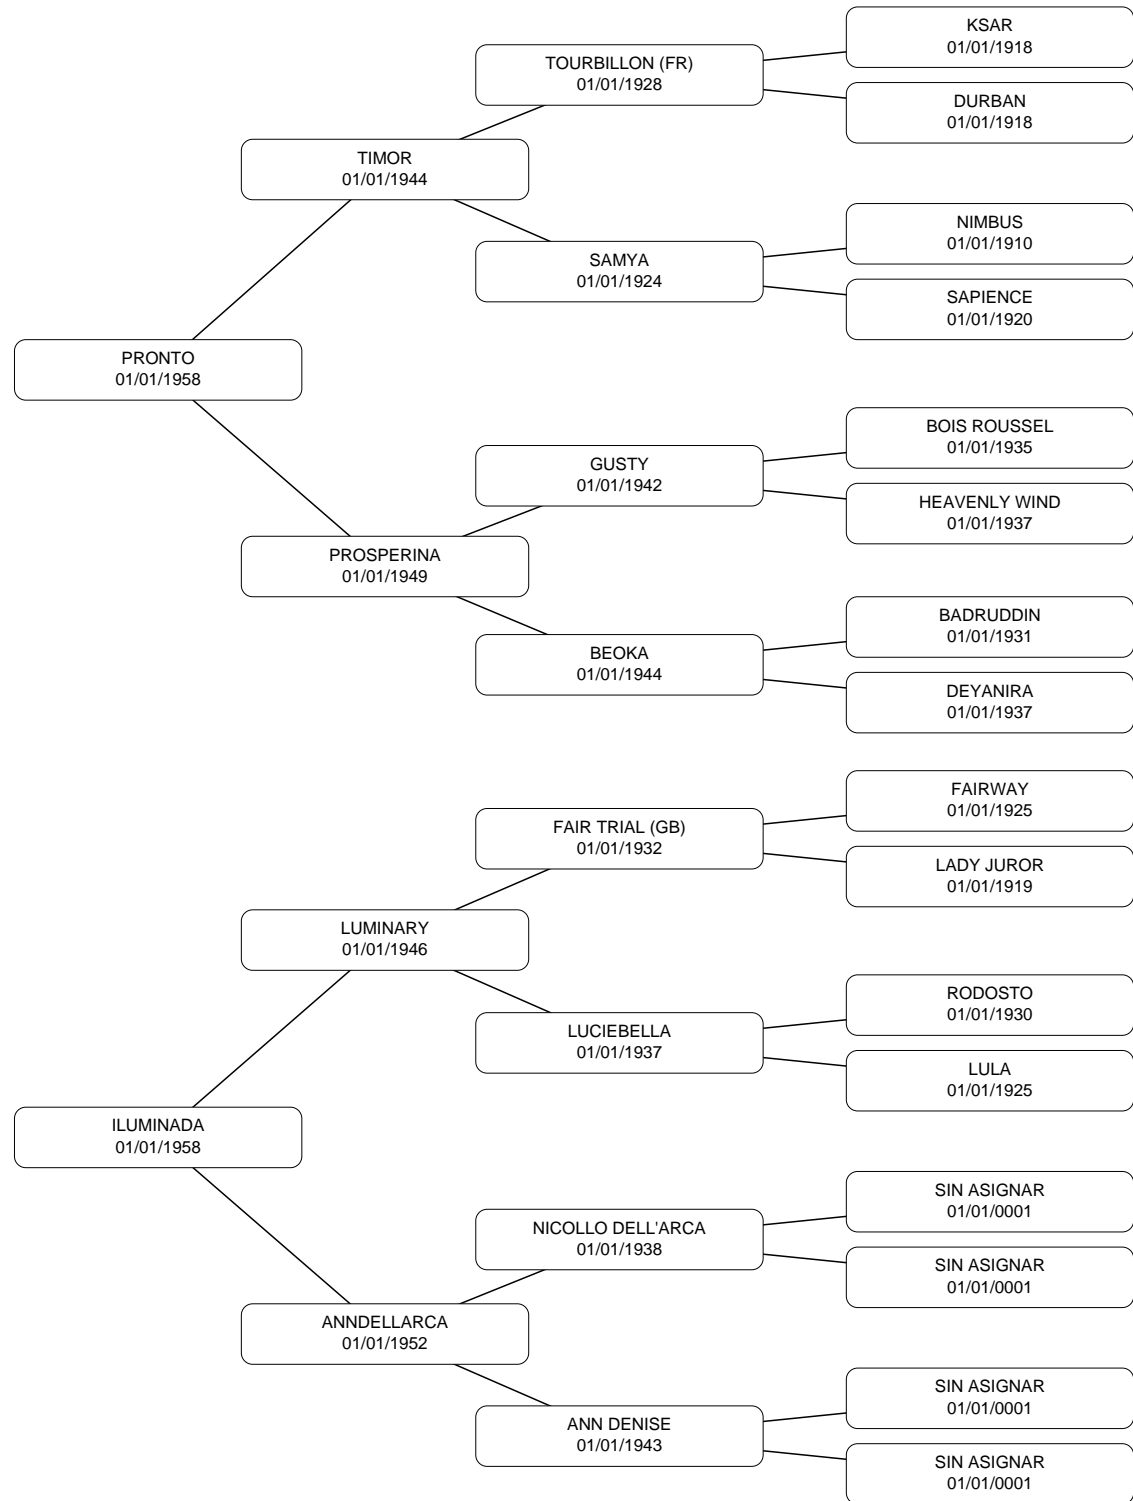 KSAR
01/01/1918
TOURBILLON (FR)
01/01/1928
DURBAN
01/01/1918
TIMOR
01/01/1944
NIMBUS
01/01/1910
SAMYA
01/01/1924
SAPIENCE
01/01/1920
PRONTO
01/01/1958
BOIS ROUSSEL
01/01/1935
GUSTY
01/01/1942
HEAVENLY WIND
01/01/1937
PROSPERINA
01/01/1949
BADRUDDIN
01/01/1931
BEOKA
01/01/1944
DEYANIRA
01/01/1937
FAIRWAY
01/01/1925
FAIR TRIAL (GB)
01/01/1932
LADY JUROR
01/01/1919
LUMINARY
01/01/1946
RODOSTO
01/01/1930
LUCIEBELLA
01/01/1937
LULA
01/01/1925
ILUMINADA
01/01/1958
SIN ASIGNAR
01/01/0001
NICOLLO DELL'ARCA
01/01/1938
SIN ASIGNAR
01/01/0001
ANNDELLARCA
01/01/1952
SIN ASIGNAR
01/01/0001
ANN DENISE
01/01/1943
SIN ASIGNAR
01/01/0001